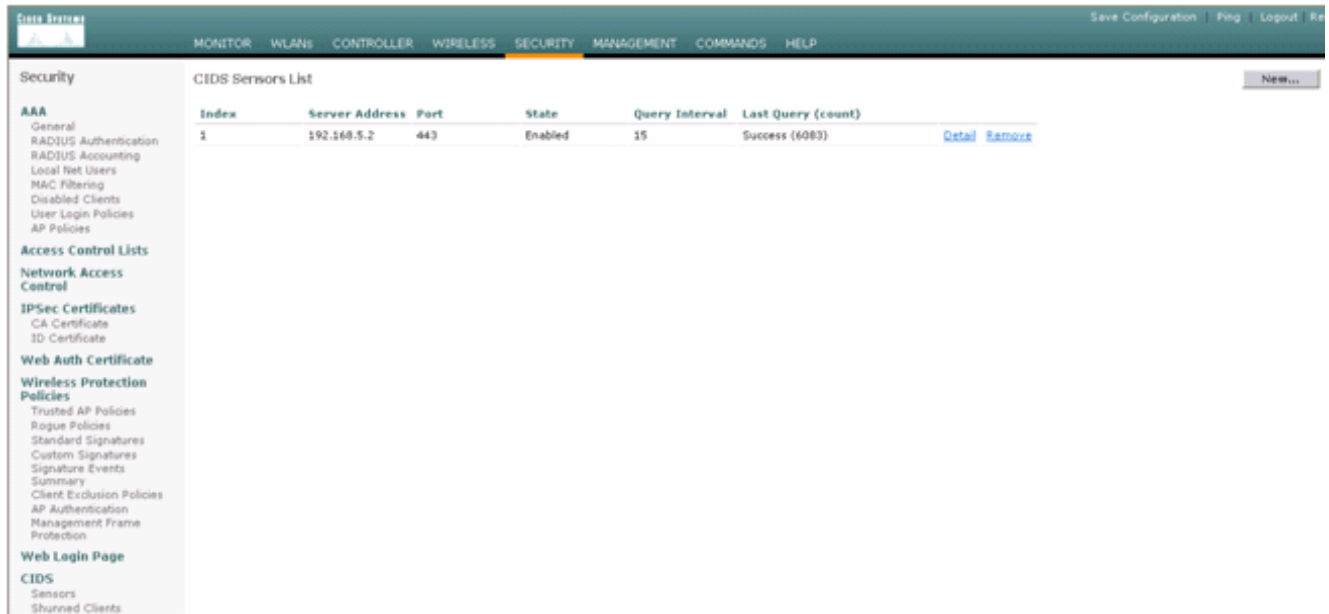 CISCO SYSTEMS
Save Configuration | Ping | Logout | Re
MONITOR WLANs CONTROLLER WIRELESS SECURITY MANAGEMENT COMMANDS HELP
Security
AAA
General
RADIUS Authentication
RADIUS Accounting
Local Net Users
MAC Filtering
Disabled Clients
User Login Policies
AP Policies
Access Control Lists
Network Access
Control
IPSec Certificates
CA Certificate
ID Certificate
Web Auth Certificate
Wireless Protection
Policies
Trusted AP Policies
Rogue Policies
Standard Signatures
Custom Signatures
Signature Events
Summary
Client Exclusion Policies
AP Authentication
Management Frame
Protection
Web Login Page
CIDS
Sensors
Shunned Clients
CIDS Sensors List
New...
Index Server Address Port State Query Interval Last Query (count)
1 192.168.5.2 443 Enabled 15 Success (6083) Detail Remove